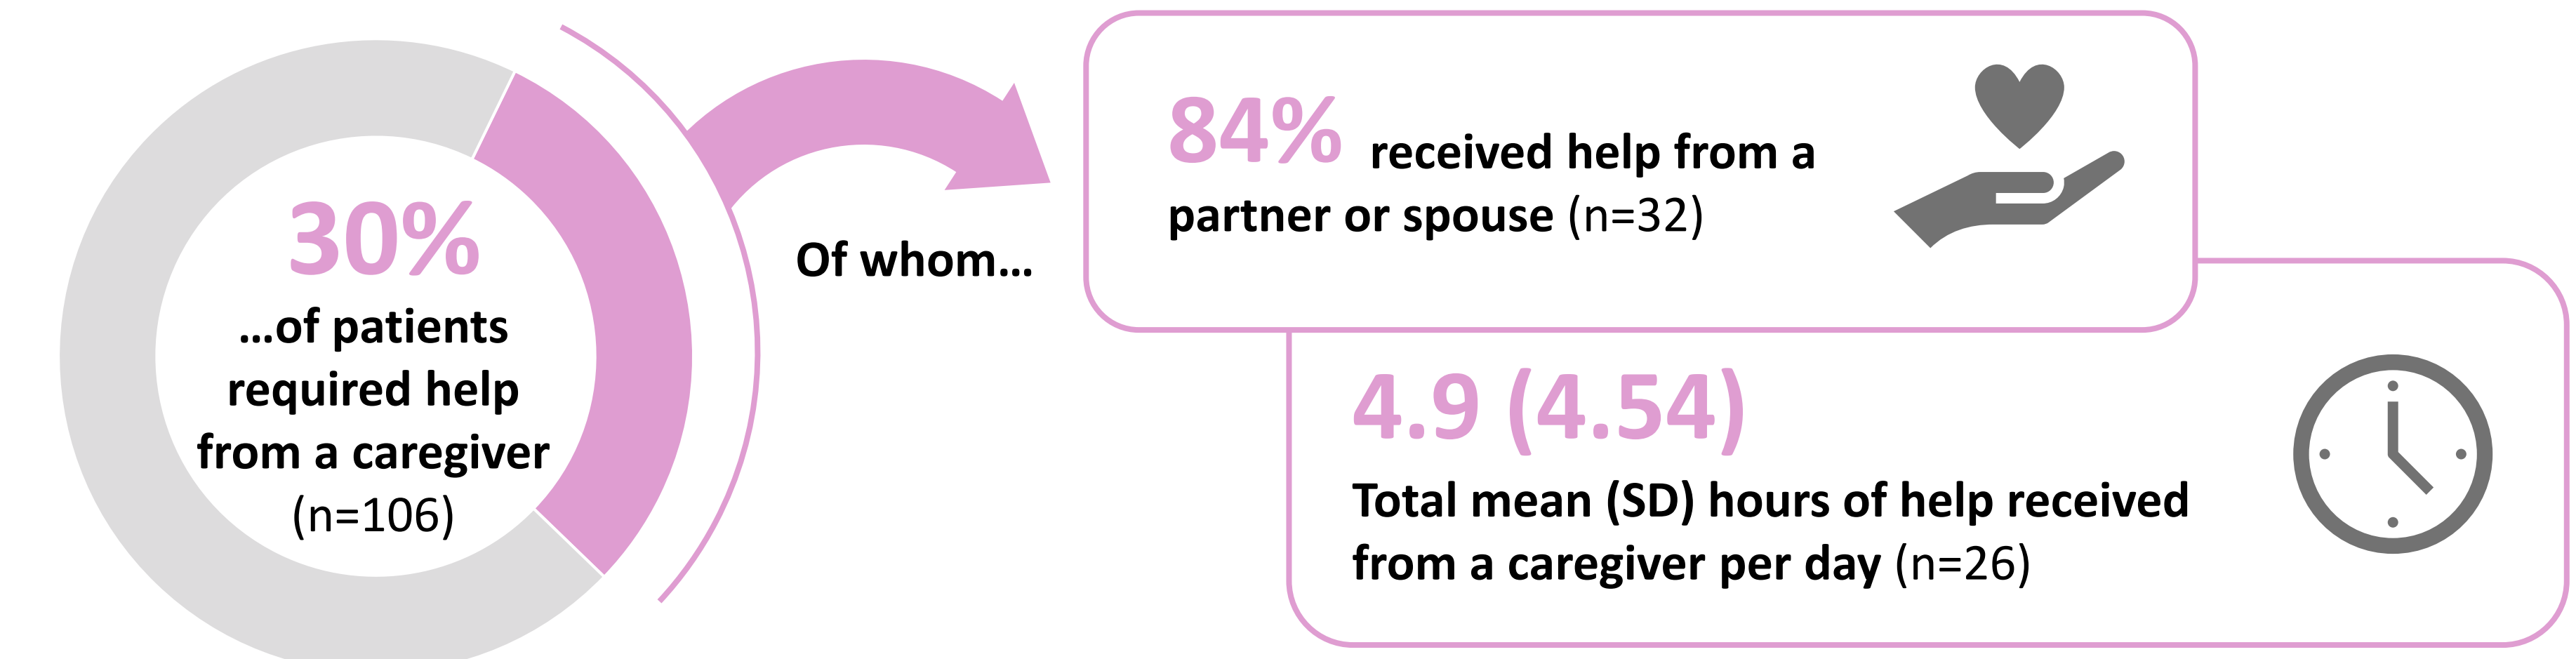 30%
...of patients
required help
from a caregiver
(n=106)
Of whom...
84% received help from a
partner or spouse (n=32)
4.9 (4.54)
Total mean (SD) hours of help received
from a caregiver per day (n=26)